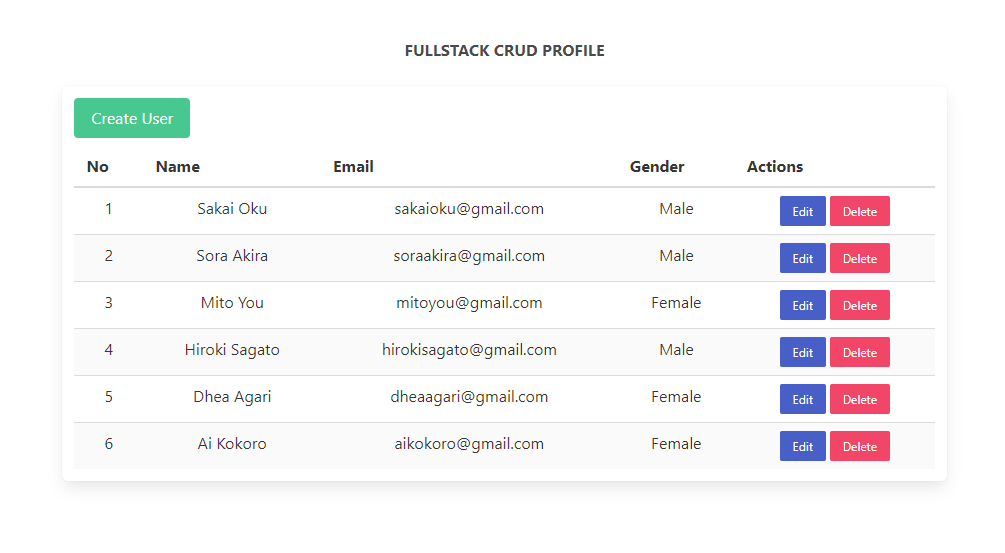 FULLSTACK CRUD PROFILE
Create User
No Name Email Gender Actions
1 Sakai Oku sakaioku@gmail.com Male Edit Delete
2 Sora Akira soraakira@gmail.com Male Edit Delete
3 Mito You mitoyou@gmail.com Female Edit Delete
4 Hiroki Sagato hirokisagato@gmail.com Male Edit Delete
5 Dhea Agari dheaagari@gmail.com Female Edit Delete
6 Ai Kokoro aikokoro@gmail.com Female Edit Delete